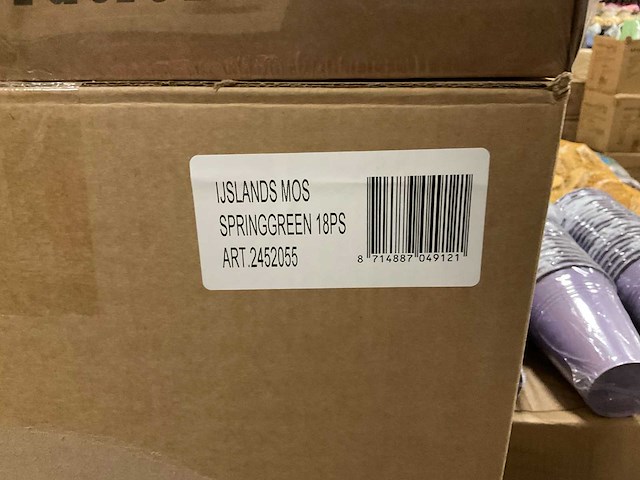 IJSLANDS MOS
SPRINGGREEN 18PS
ART.2452055
8 714887 049121